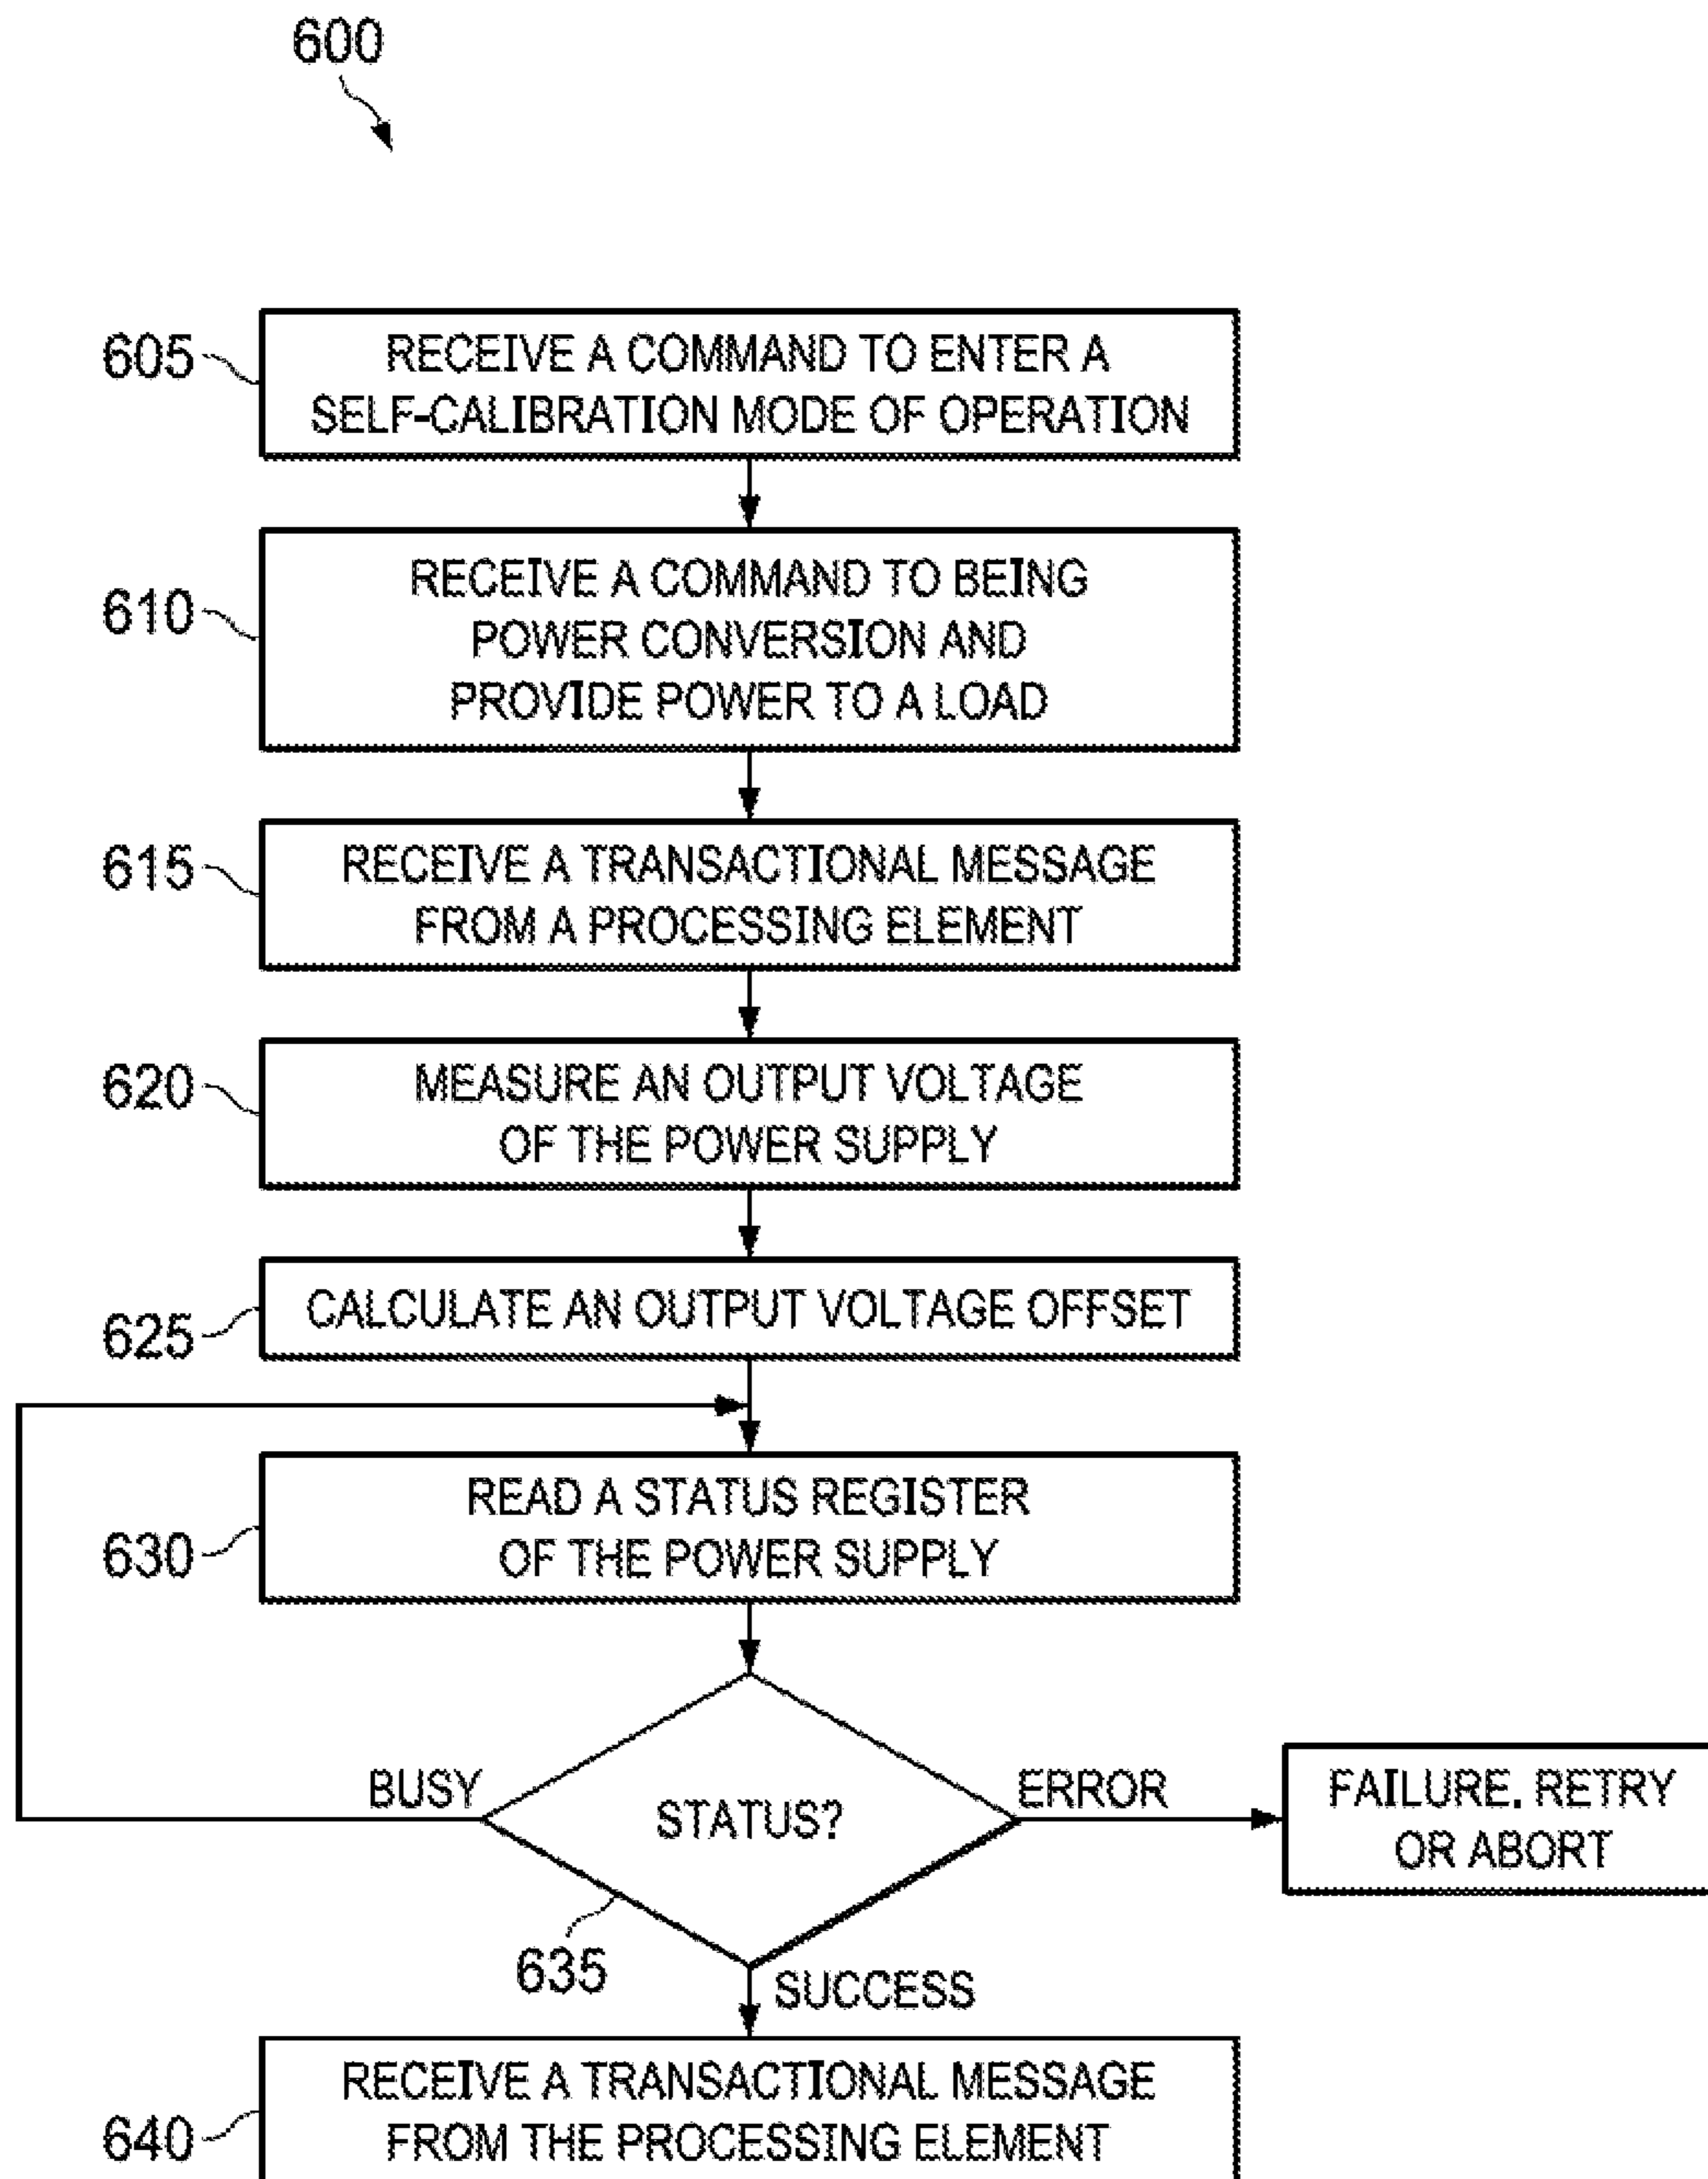 600
605
RECEIVE A COMMAND TO ENTER A
SELF-CALIBRATION MODE OF OPERATION
610
RECEIVE A COMMAND TO BEING
POWER CONVERSION AND
PROVIDE POWER TO A LOAD
615
RECEIVE A TRANSACTIONAL MESSAGE
FROM A PROCESSING ELEMENT
620
MEASURE AN OUTPUT VOLTAGE
OF THE POWER SUPPLY
625
CALCULATE AN OUTPUT VOLTAGE OFFSET
630
READ A STATUS REGISTER
OF THE POWER SUPPLY
BUSY
STATUS?
ERROR
FAILURE. RETRY
OR ABORT
635
SUCCESS
640
RECEIVE A TRANSACTIONAL MESSAGE
FROM THE PROCESSING ELEMENT